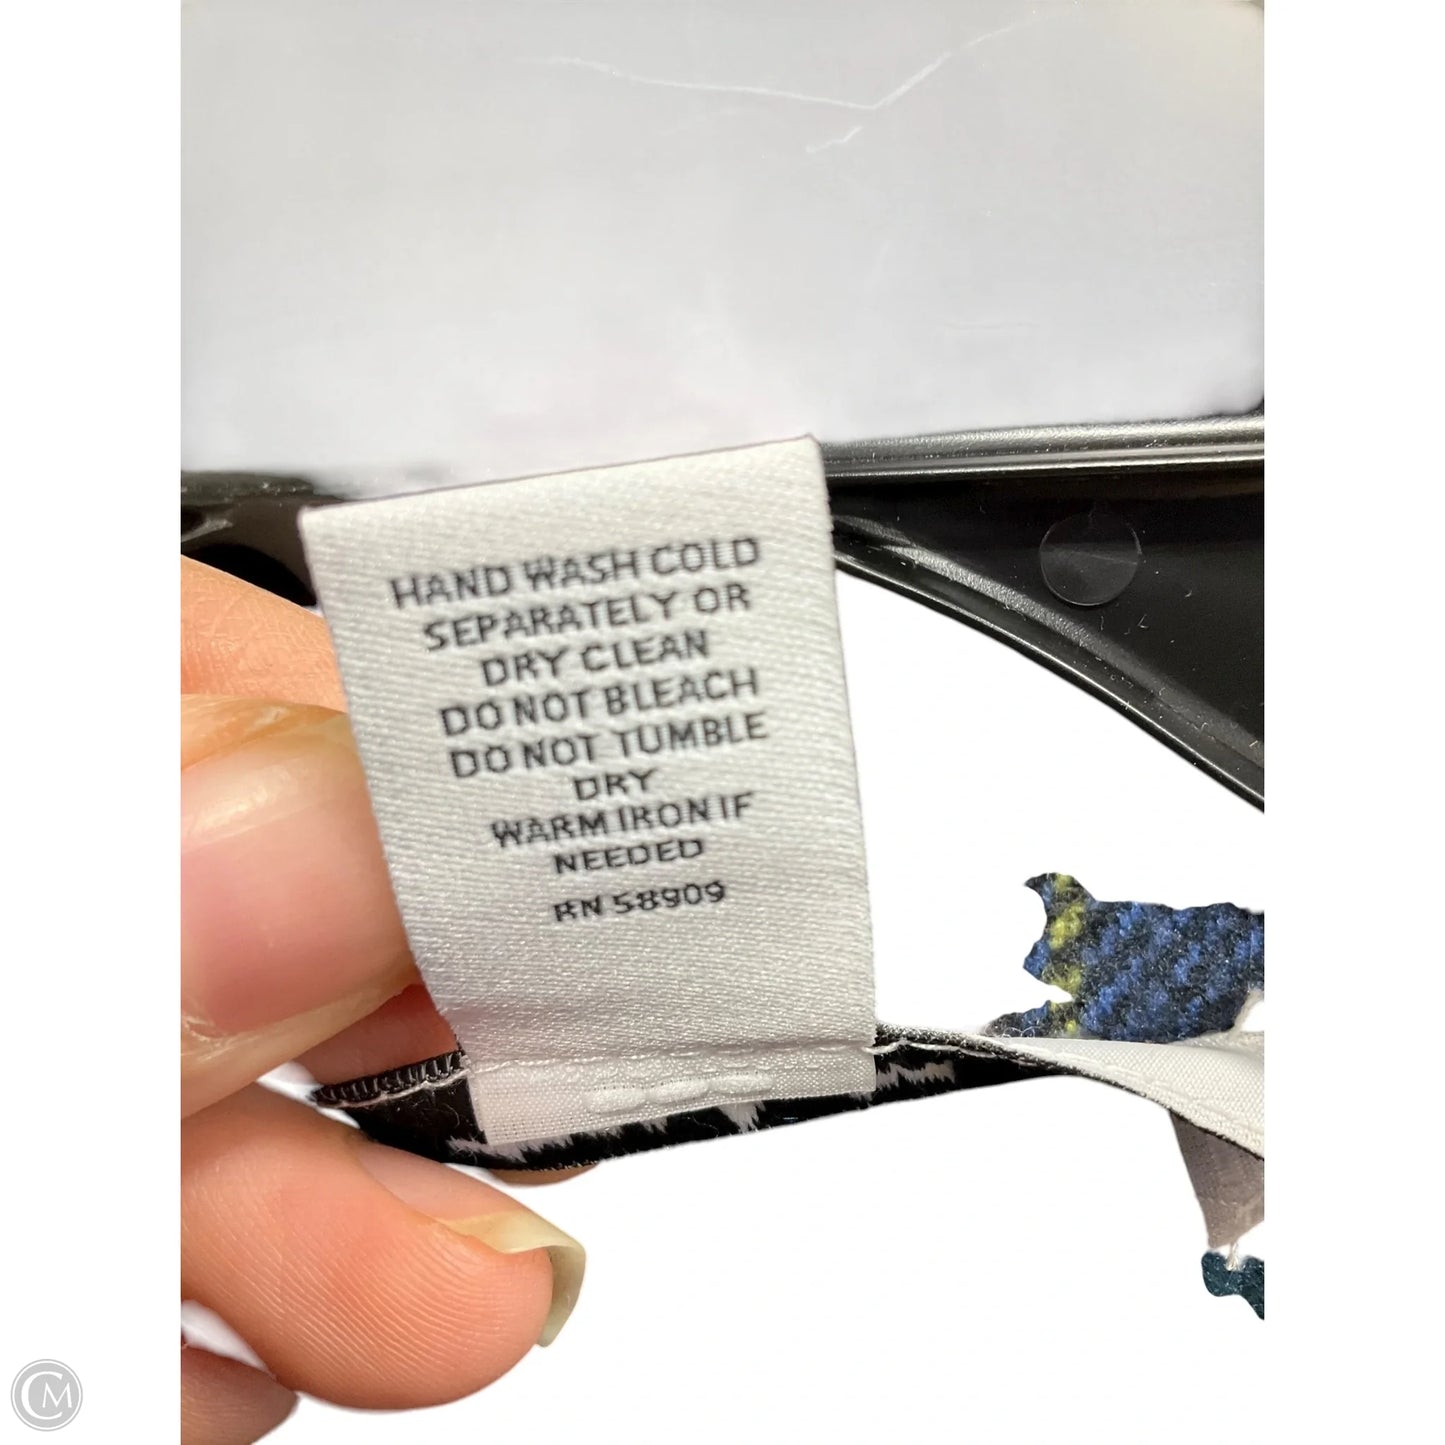 HAND WASH COLD
SEPARATELY OR
DRY CLEAN
DO NOT BLEACH
DO NOT TUMBLE
DRY
WARM IRON IF
NEEDED
RN 58909
CM